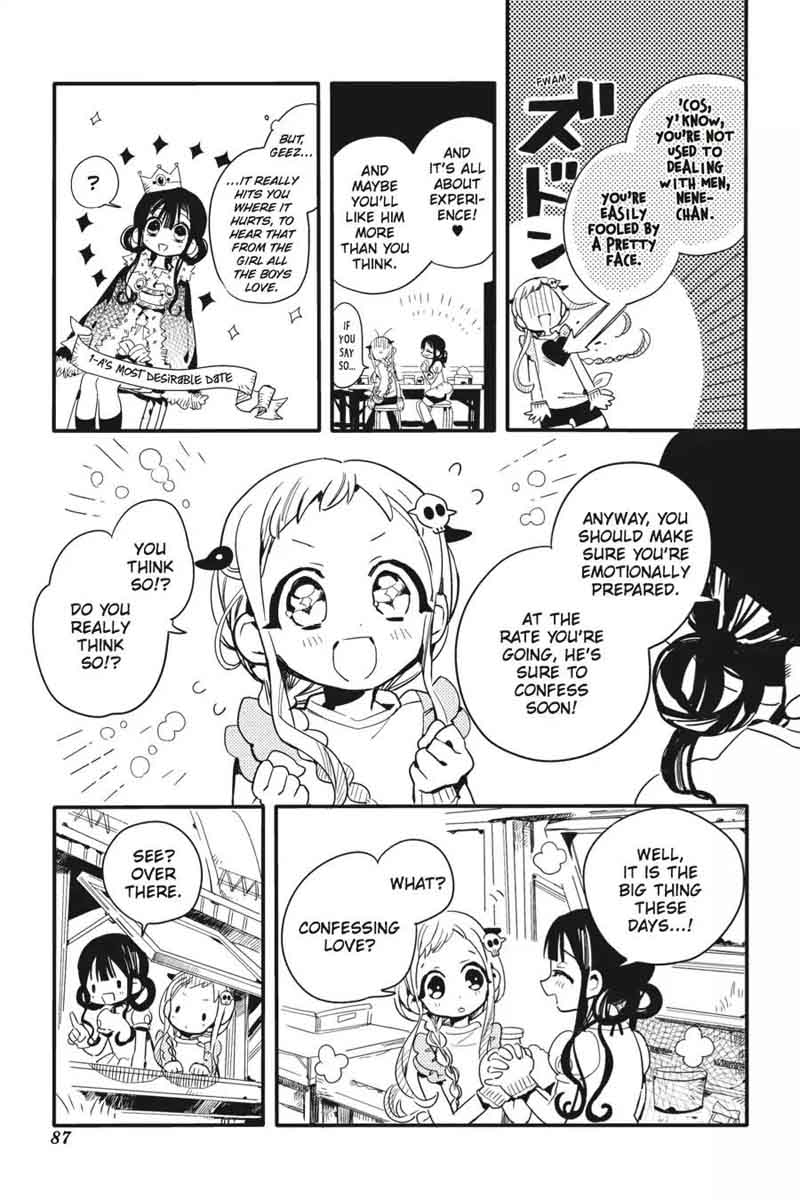 'COS,
Y'KNOW,
YOU'RE NOT
USED TO
DEALING
WITH MEN,
NENE-
CHAN.
YOU'RE
EASILY
FOOLED BY
A PRETTY
FACE.
FWAM
ズドン
AND
IT'S ALL
ABOUT
EXPERI-
ENCE!
♥
AND
MAYBE
YOU'LL
LIKE HIM
MORE
THAN YOU
THINK.
IF
YOU
SAY
SO...
BUT,
GEEZ...
...IT REALLY
HITS YOU
WHERE IT
HURTS, TO
HEAR THAT
FROM THE
GIRL ALL
THE BOYS
LOVE.
?
1-A'S MOST DESIRABLE DATE
ANYWAY, YOU
SHOULD MAKE
SURE YOU'RE
EMOTIONALLY
PREPARED.
AT THE
RATE YOU'RE
GOING, HE'S
SURE TO
CONFESS
SOON!
YOU
THINK
SO!?
DO YOU
REALLY
THINK
SO!?
WELL,
IT IS THE
BIG THING
THESE
DAYS...!
WHAT?
CONFESSING
LOVE?
SEE?
OVER
THERE.
87